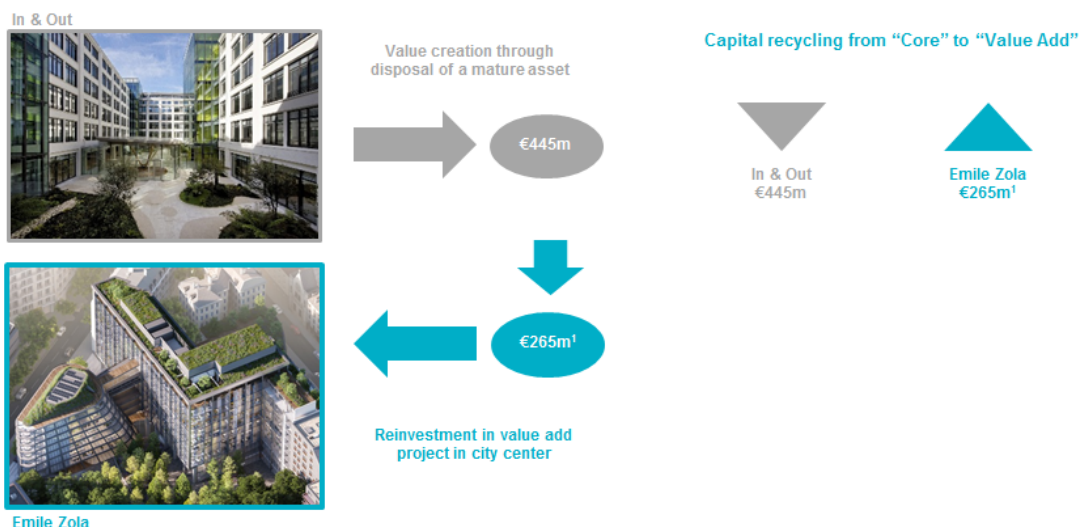 In & Out
Value creation through
disposal of a mature asset
€445m
Capital recycling from “Core” to “Value Add”
In & Out
€445m
Emile Zola
€265m¹
€265m¹
Reinvestment in value add
project in city center
Emile Zola